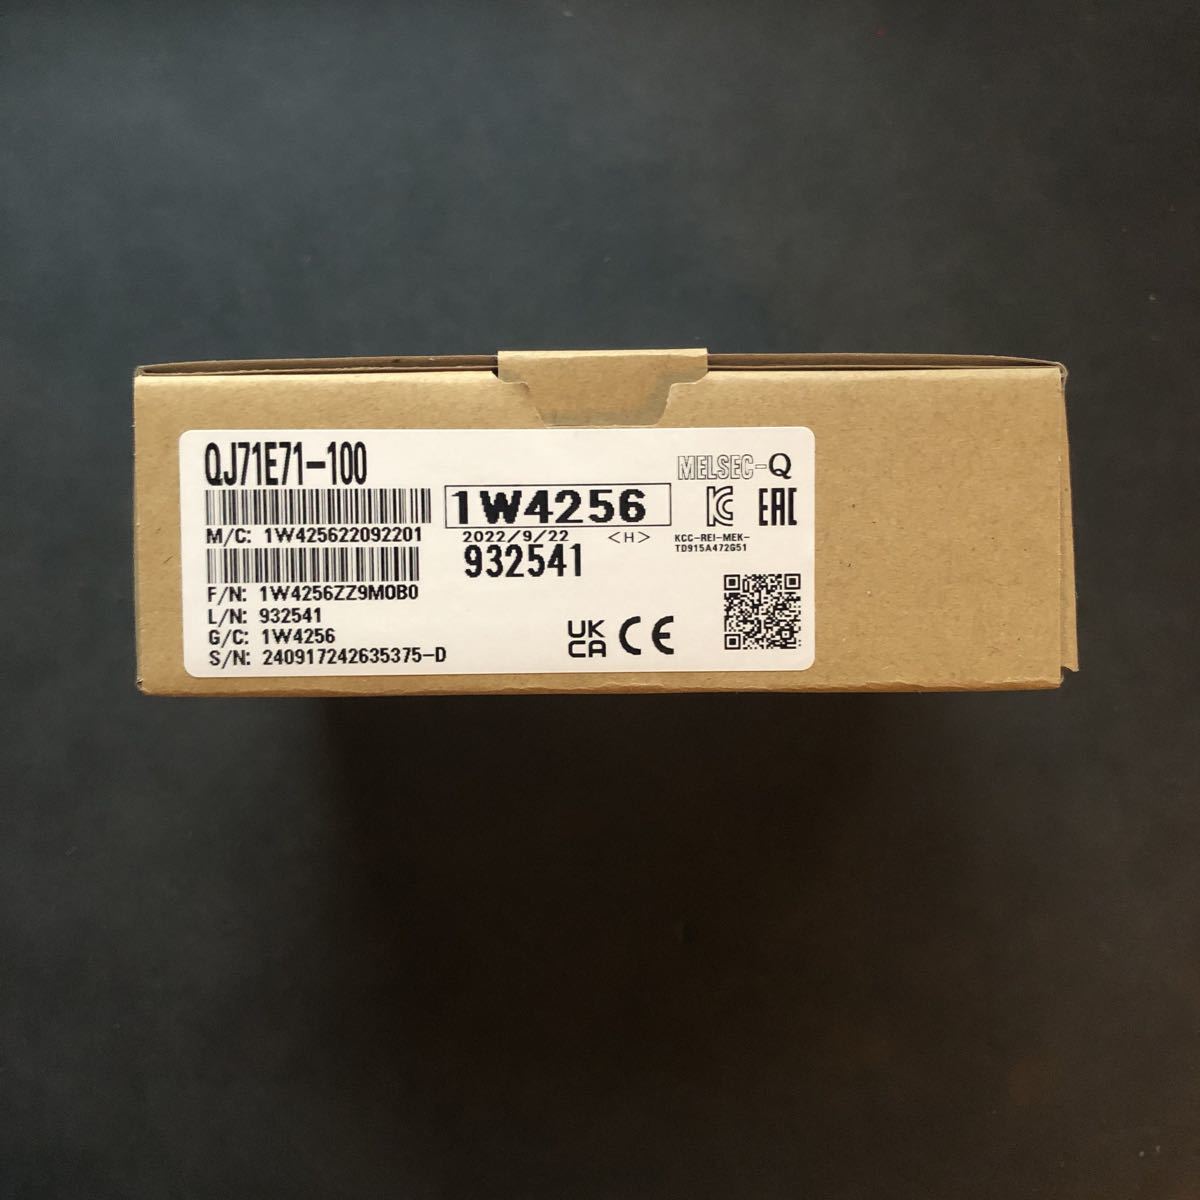 QJ71E71-100
M/C: 1W425622092201
F/N: 1W4256ZZ9M0B0
L/N: 932541
G/C: 1W4256
S/N: 240917242635375-D
1W4256
2022/9/22 <H>
932541
MELSEC-Q
KC EAC
KCC-REI-MEK-
TD915A472G51
UK
CA CE